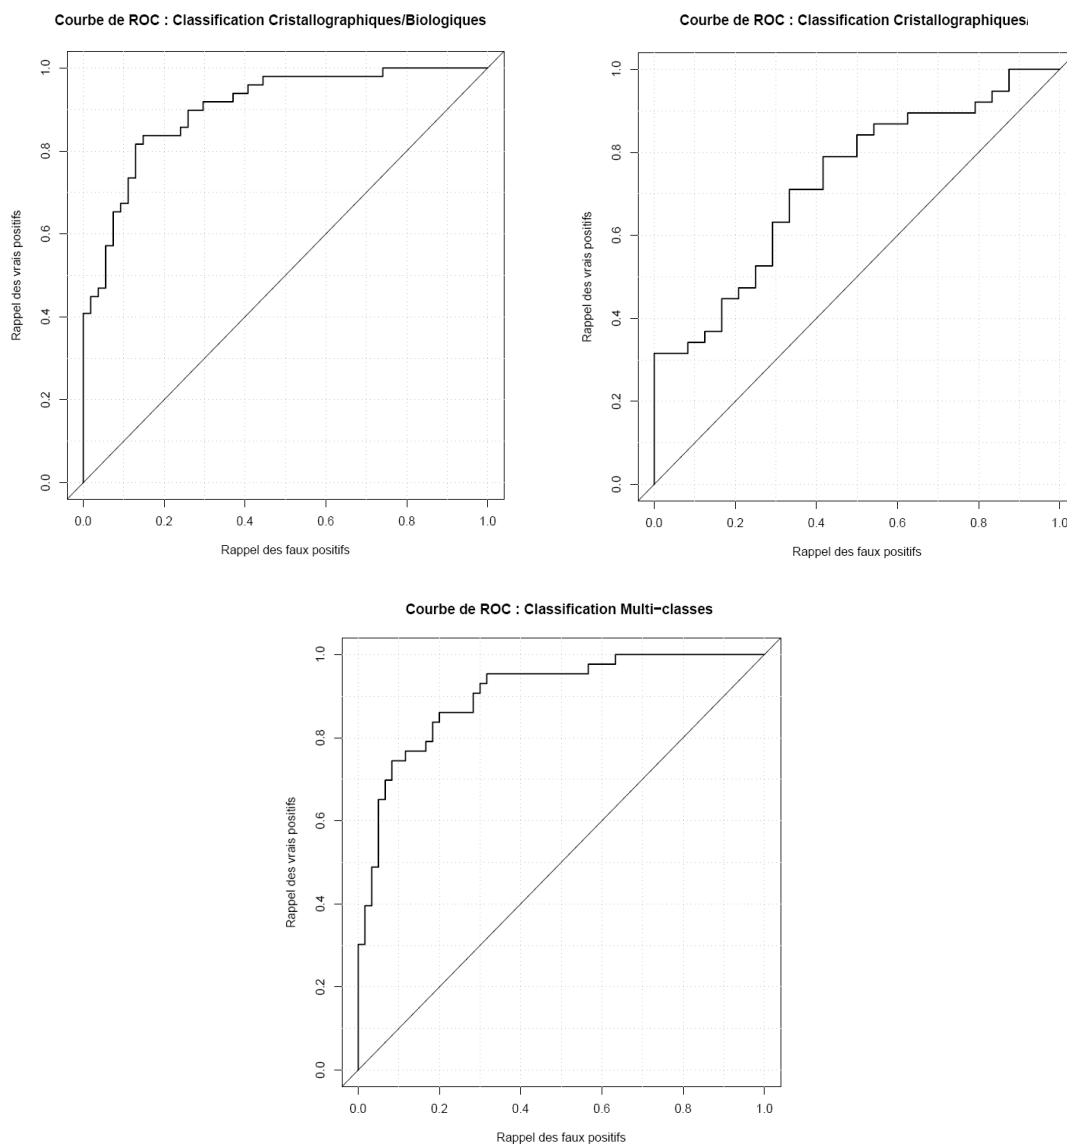 Courbe de ROC : Classification Cristallographiques/Biologiques
Rappel des vrais positifs
0.0 0.2 0.4 0.6 0.8 1.0
0.0 0.2 0.4 0.6 0.8 1.0
Rappel des faux positifs
Courbe de ROC : Classification Cristallographiques/
Rappel des vrais positifs
0.0 0.2 0.4 0.6 0.8 1.0
0.0 0.2 0.4 0.6 0.8 1.0
Rappel des faux positifs
Courbe de ROC : Classification Multi−classes
Rappel des vrais positifs
0.0 0.2 0.4 0.6 0.8 1.0
0.0 0.2 0.4 0.6 0.8 1.0
Rappel des faux positifs